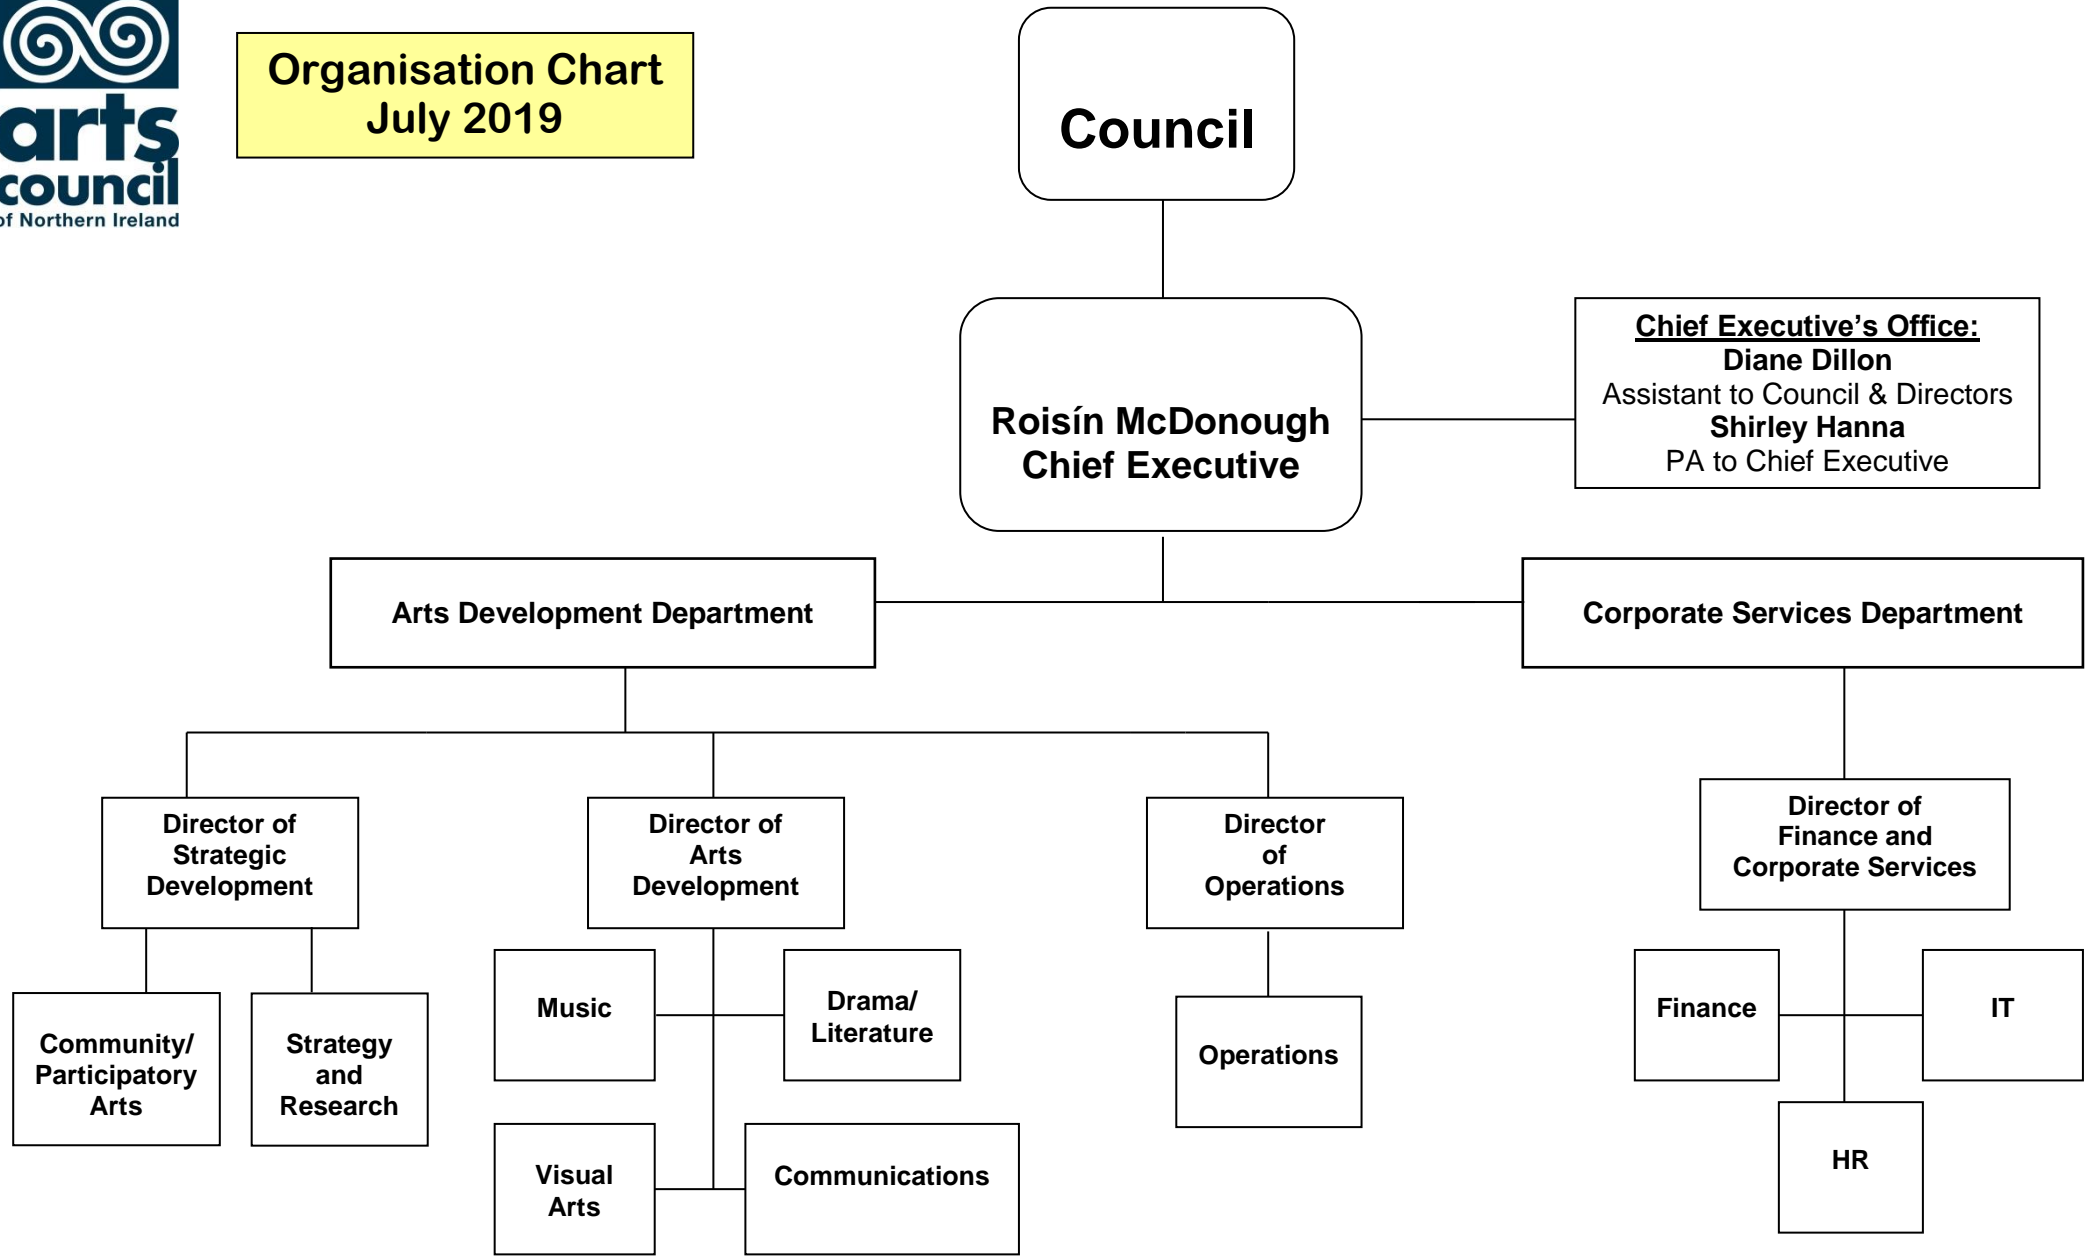 arts
council
of Northern Ireland
Organisation Chart
July 2019
Council
Roisín McDonough
Chief Executive
Chief Executive’s Office:
Diane Dillon
Assistant to Council & Directors
Shirley Hanna
PA to Chief Executive
Arts Development Department
Corporate Services Department
Director of
Strategic
Development
Director of
Arts
Development
Director
of
Operations
Director of
Finance and
Corporate Services
Community/
Participatory
Arts
Strategy
and
Research
Music
Drama/
Literature
Visual
Arts
Communications
Operations
Finance
IT
HR